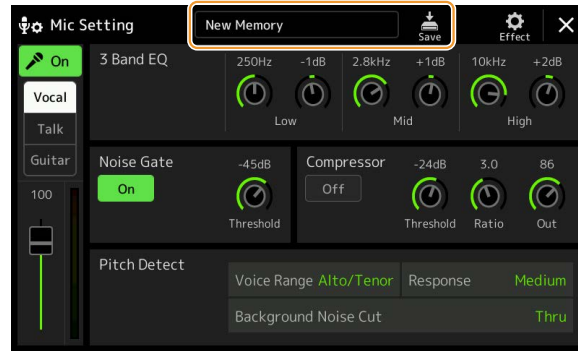 Mic Setting
New Memory
Save
Effect
On
Vocal
Talk
Guitar
100
3 Band EQ
250Hz -1dB 2.8kHz +1dB 10kHz +2dB
Low Mid High
Noise Gate
On
-45dB
Threshold
Compressor
Off
-24dB 3.0 86
Threshold Ratio Out
Pitch Detect
Voice Range Alto/Tenor Response Medium
Background Noise Cut Thru